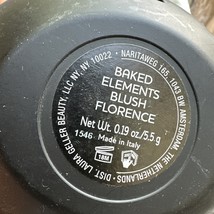 BAKED
ELEMENTS
BLUSH
FLORENCE
Net Wt. 0.19 oz/5.5 g
1546 · Made in Italy
18M
DIST. LAURA GELLER BEAUTY, LLC NY, NY 10022 • NARITAWEG 165, 1043 BW AMSTERDAM THE NETHERLANDS